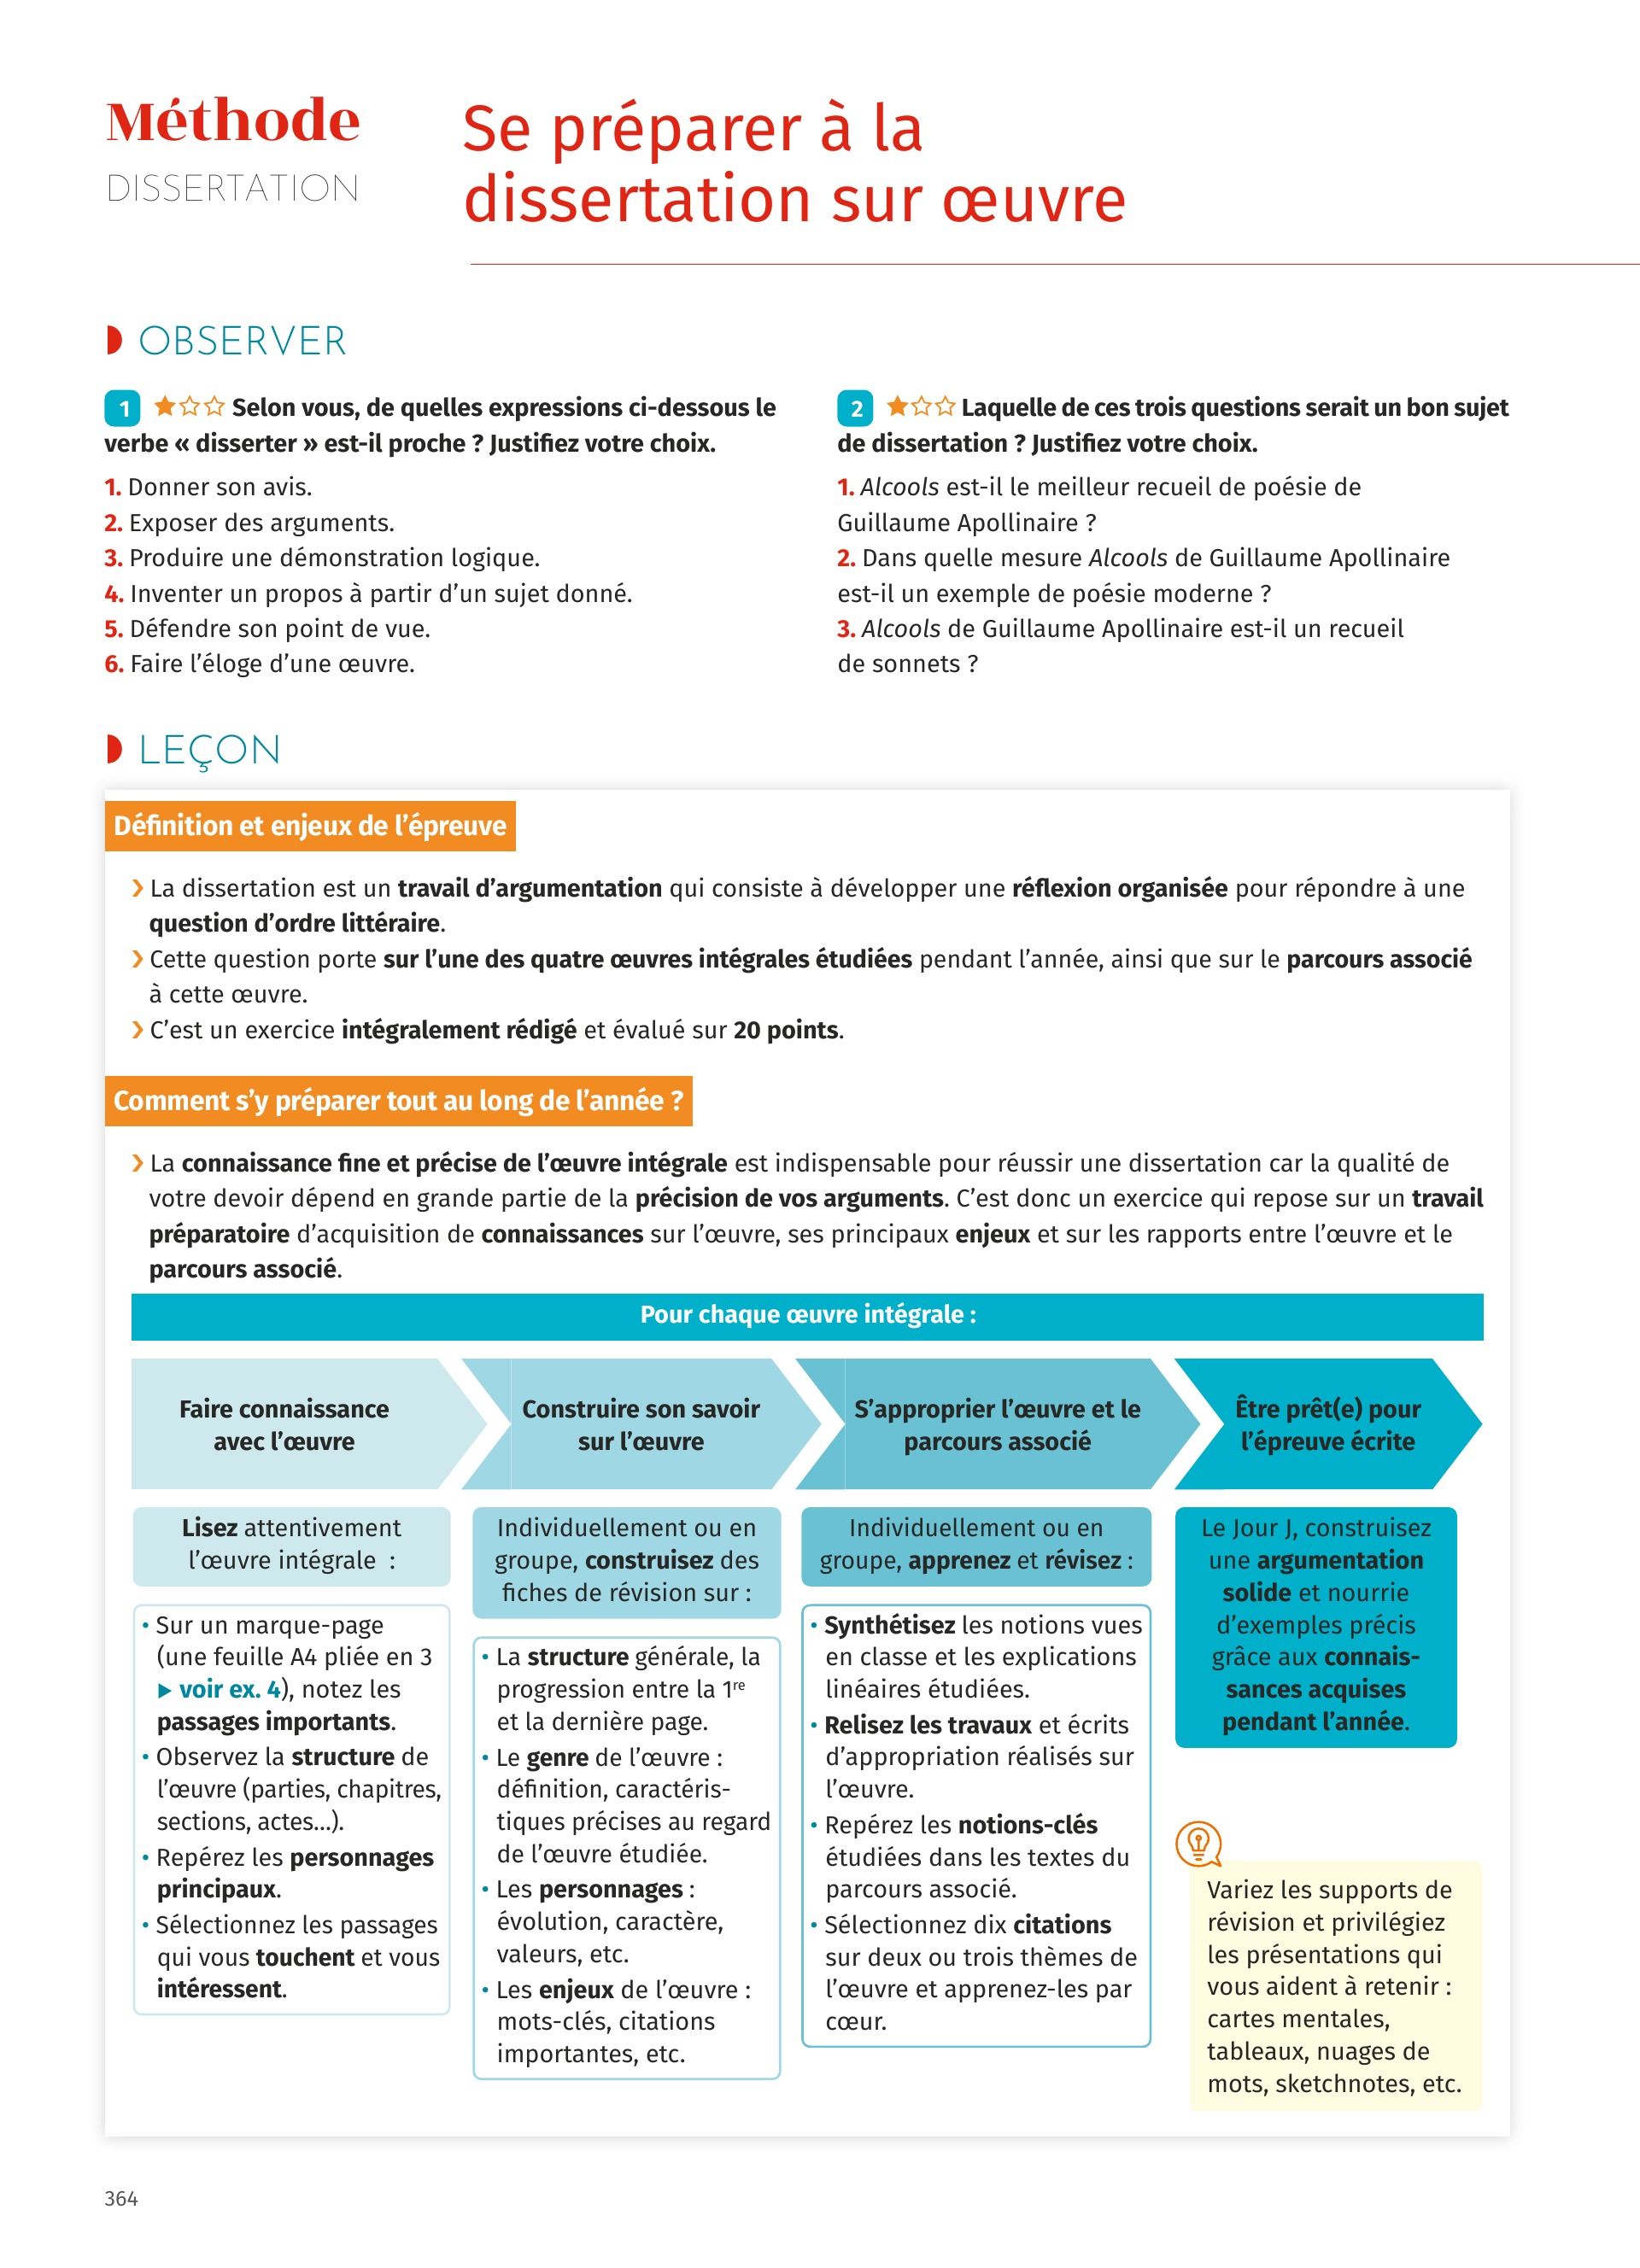 Méthode
DISSERTATION
Se préparer à la
dissertation sur œuvre
OBSERVER
1 Selon vous, de quelles expressions ci-dessous le
verbe « disserter » est-il proche ? Justifiez votre choix.
1. Donner son avis.
2. Exposer des arguments.
3. Produire une démonstration logique.
4. Inventer un propos à partir d’un sujet donné.
5. Défendre son point de vue.
6. Faire l’éloge d’une œuvre.
2 Laquelle de ces trois questions serait un bon sujet
de dissertation ? Justifiez votre choix.
1. Alcools est-il le meilleur recueil de poésie de
Guillaume Apollinaire ?
2. Dans quelle mesure Alcools de Guillaume Apollinaire
est-il un exemple de poésie moderne ?
3. Alcools de Guillaume Apollinaire est-il un recueil
de sonnets ?
LEÇON
Définition et enjeux de l’épreuve
› La dissertation est un travail d’argumentation qui consiste à développer une réflexion organisée pour répondre à une
question d’ordre littéraire.
› Cette question porte sur l’une des quatre œuvres intégrales étudiées pendant l’année, ainsi que sur le parcours associé
à cette œuvre.
› C’est un exercice intégralement rédigé et évalué sur 20 points.
Comment s’y préparer tout au long de l’année ?
› La connaissance fine et précise de l’œuvre intégrale est indispensable pour réussir une dissertation car la qualité de
votre devoir dépend en grande partie de la précision de vos arguments. C’est donc un exercice qui repose sur un travail
préparatoire d’acquisition de connaissances sur l’œuvre, ses principaux enjeux et sur les rapports entre l’œuvre et le
parcours associé.
Pour chaque œuvre intégrale :
Faire connaissance
avec l’œuvre
Lisez attentivement
l’œuvre intégrale :
• Sur un marque-page
(une feuille A4 pliée en 3
▶ voir ex. 4), notez les
passages importants.
• Observez la structure de
l’œuvre (parties, chapitres,
sections, actes…).
• Repérez les personnages
principaux.
• Sélectionnez les passages
qui vous touchent et vous
intéressent.
Construire son savoir
sur l’œuvre
Individuellement ou en
groupe, construisez des
fiches de révision sur :
• La structure générale, la
progression entre la 1re
et la dernière page.
• Le genre de l’œuvre :
définition, caractéris-
tiques précises au regard
de l’œuvre étudiée.
• Les personnages :
évolution, caractère,
valeurs, etc.
• Les enjeux de l’œuvre :
mots-clés, citations
importantes, etc.
S’approprier l’œuvre et le
parcours associé
Individuellement ou en
groupe, apprenez et révisez :
• Synthétisez les notions vues
en classe et les explications
linéaires étudiées.
• Relisez les travaux et écrits
d’appropriation réalisés sur
l’œuvre.
• Repérez les notions-clés
étudiées dans les textes du
parcours associé.
• Sélectionnez dix citations
sur deux ou trois thèmes de
l’œuvre et apprenez-les par
cœur.
Être prêt(e) pour
l’épreuve écrite
Le Jour J, construisez
une argumentation
solide et nourrie
d’exemples précis
grâce aux connais-
sances acquises
pendant l’année.
Variez les supports de
révision et privilégiez
les présentations qui
vous aident à retenir :
cartes mentales,
tableaux, nuages de
mots, sketchnotes, etc.
364